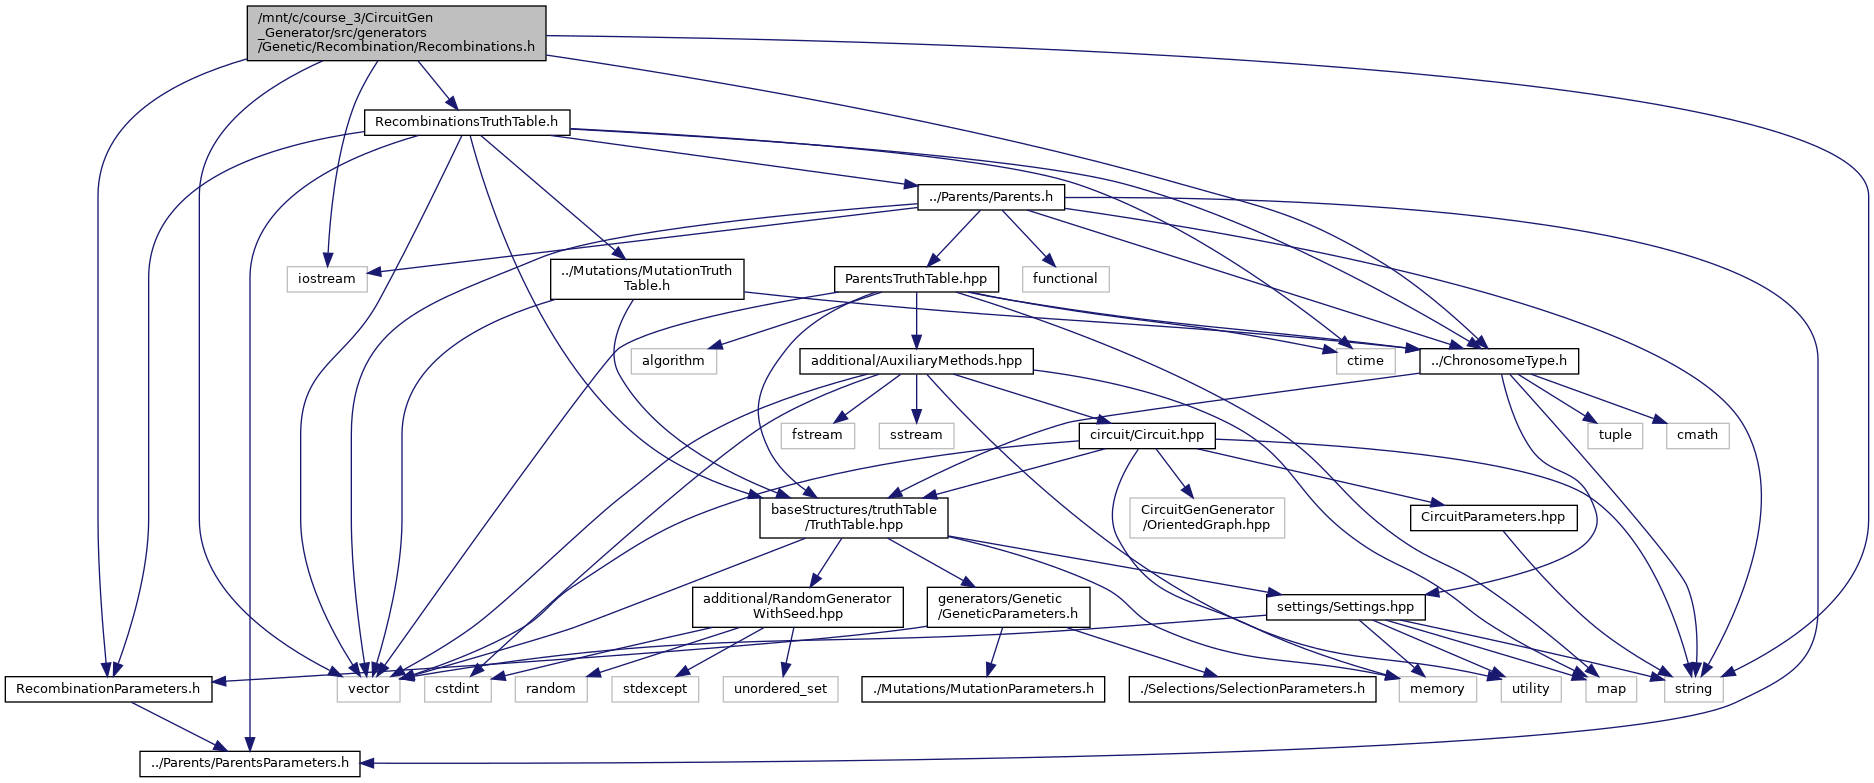 /mnt/c/course_3/CircuitGen
_Generator/src/generators
/Genetic/Recombination/Recombinations.h
RecombinationsTruthTable.h
../Parents/Parents.h
iostream
../Mutations/MutationTruth
Table.h
ParentsTruthTable.hpp
functional
algorithm
additional/AuxiliaryMethods.hpp
ctime
../ChronosomeType.h
fstream
sstream
circuit/Circuit.hpp
tuple
cmath
baseStructures/truthTable
/TruthTable.hpp
CircuitGenGenerator
/OrientedGraph.hpp
CircuitParameters.hpp
additional/RandomGenerator
WithSeed.hpp
generators/Genetic
/GeneticParameters.h
settings/Settings.hpp
RecombinationParameters.h
vector
cstdint
random
stdexcept
unordered_set
./Mutations/MutationParameters.h
./Selections/SelectionParameters.h
memory
utility
map
string
../Parents/ParentsParameters.h